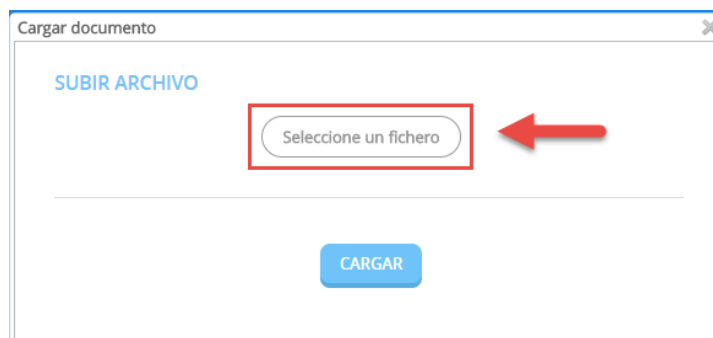 Cargar documento
SUBIR ARCHIVO
Seleccione un fichero
CARGAR